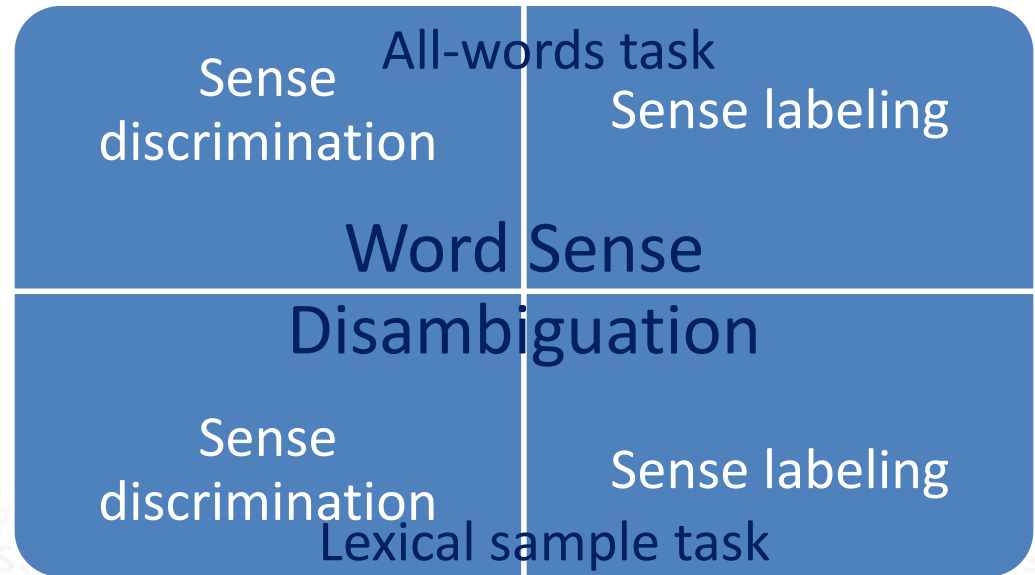 All-words task
Sense
discrimination
Sense labeling
Word Sense
Disambiguation
Sense
discrimination
Sense labeling
Lexical sample task